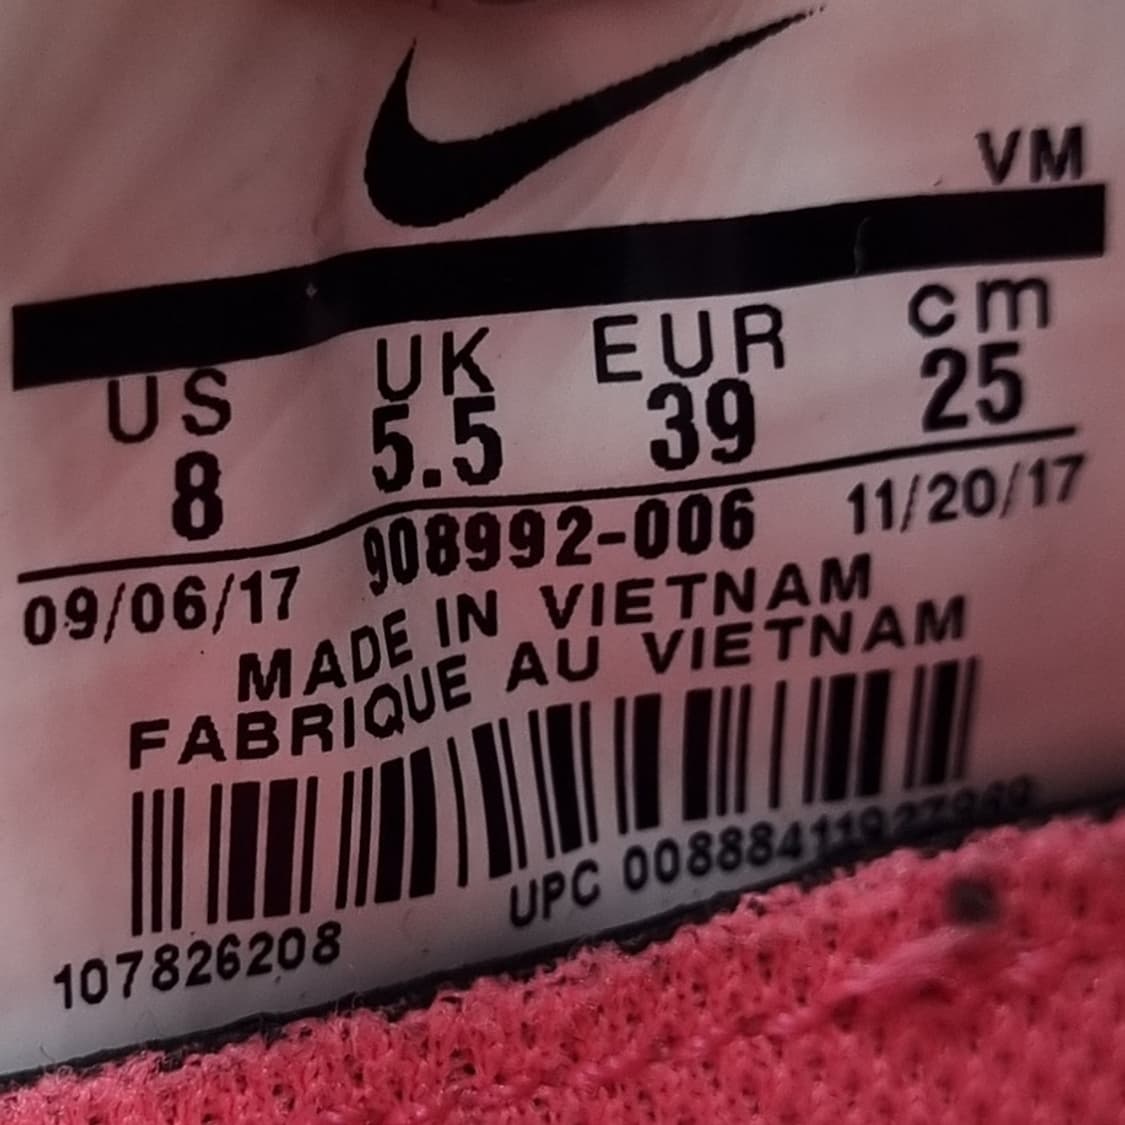 VM
US UK EUR cm
8 5.5 39 25
09/06/17 908992-006 11/20/17
MADE IN VIETNAM
FABRIQUE AU VIETNAM
UPC
107826208